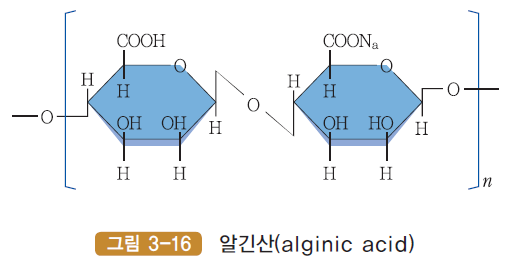 COOH COONa
O O
H H
H H
O O O
OH OH H OH HO H
H H H H
n
그림 3-16 알긴산(alginic acid)